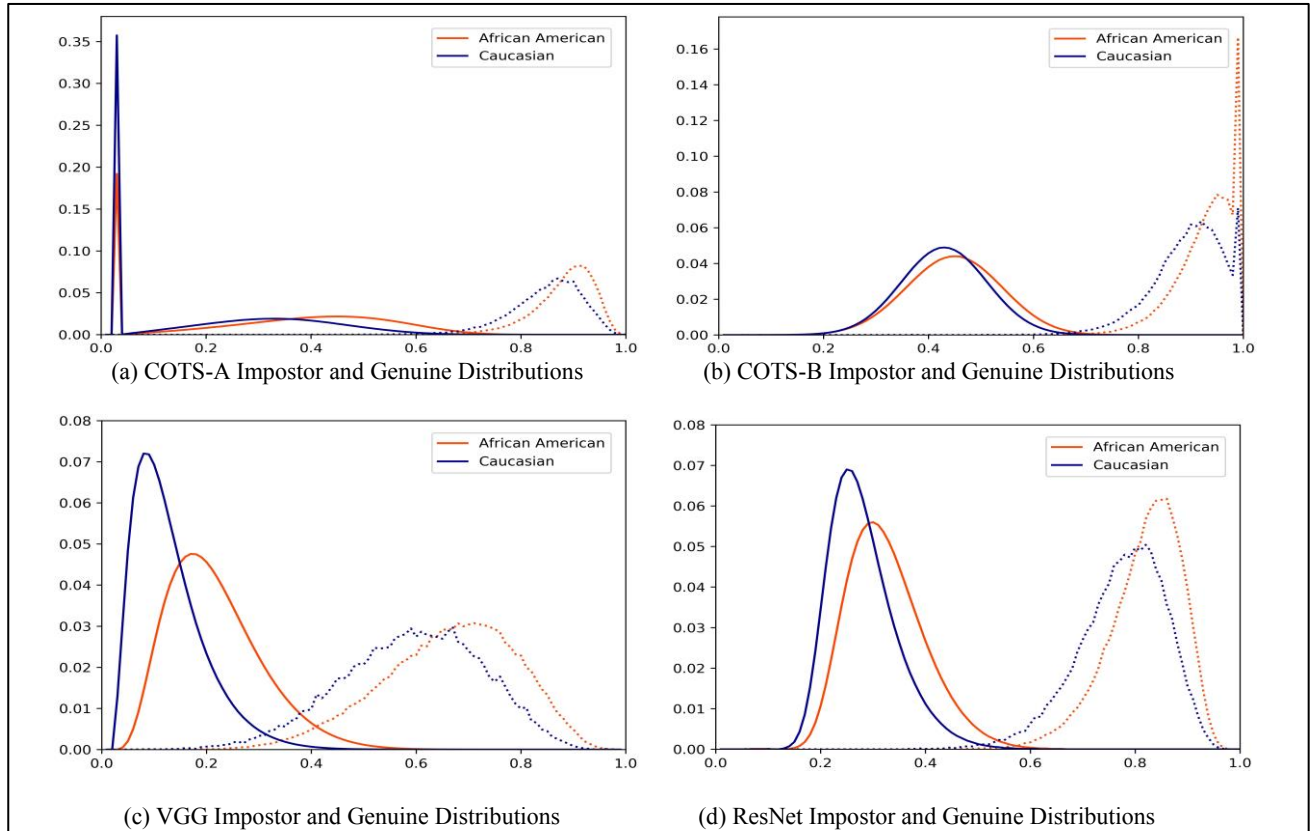 0.35
0.30
0.25
0.20
0.15
0.10
0.05
0.00
0.0 0.2 0.4 0.6 0.8 1.0
African American
Caucasian
(a) COTS-A Impostor and Genuine Distributions
0.16
0.14
0.12
0.10
0.08
0.06
0.04
0.02
0.00
0.0 0.2 0.4 0.6 0.8 1.0
African American
Caucasian
(b) COTS-B Impostor and Genuine Distributions
0.08
0.07
0.06
0.05
0.04
0.03
0.02
0.01
0.00
0.0 0.2 0.4 0.6 0.8 1.0
African American
Caucasian
(c) VGG Impostor and Genuine Distributions
0.08
0.07
0.06
0.05
0.04
0.03
0.02
0.01
0.00
0.0 0.2 0.4 0.6 0.8 1.0
African American
Caucasian
(d) ResNet Impostor and Genuine Distributions